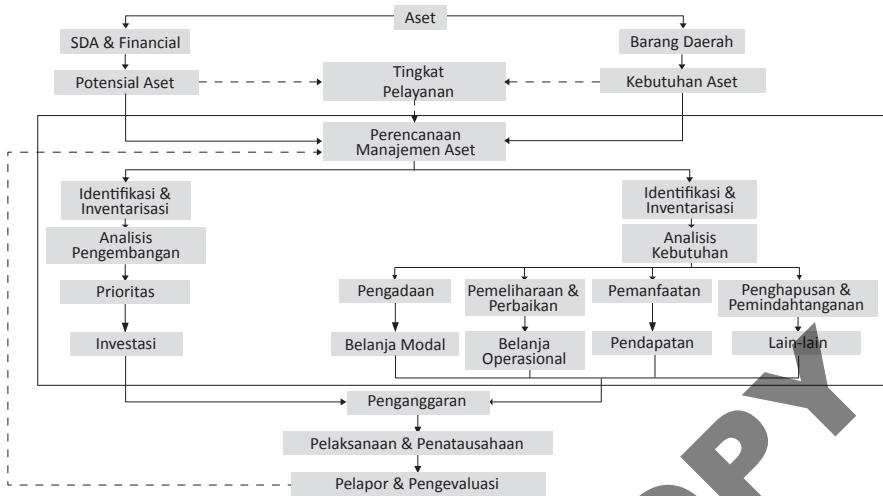 Aset
SDA & Financial
Barang Daerah
Potensial Aset
Tingkat
Pelayanan
Kebutuhan Aset
Perencanaan
Manajemen Aset
Identifikasi &
Inventarisasi
Identifikasi &
Inventarisasi
Analisis
Pengembangan
Analisis
Kebutuhan
Prioritas
Pengadaan
Pemeliharaan &
Perbaikan
Pemanfaatan
Penghapusan &
Pemindahtanganan
Investasi
Belanja Modal
Belanja
Operasional
Pendapatan
Lain-lain
Penganggaran
Pelaksanaan & Penatausahaan
Pelapor & Pengevaluasi
OPY